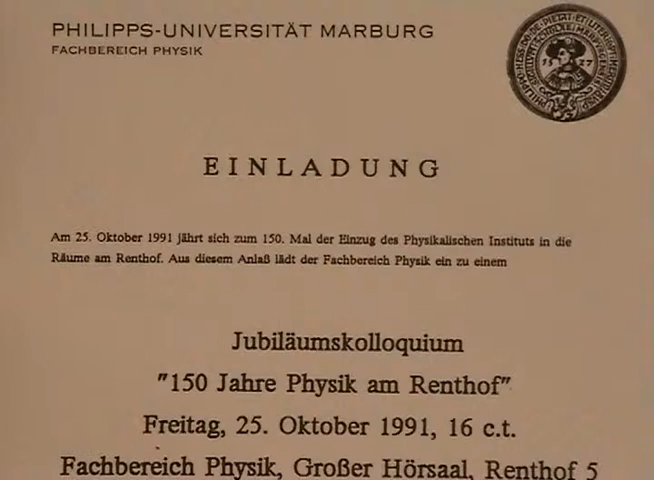 PHILIPPS-UNIVERSITÄT MARBURG
FACHBEREICH PHYSIK
1527
EINLADUNG
Am 25. Oktober 1991 jährt sich zum 150. Mal der Einzug des Physikalischen Instituts in die
Räume am Renthof. Aus diesem Anlaß lädt der Fachbereich Physik ein zu einem
Jubiläumskolloquium
"150 Jahre Physik am Renthof"
Freitag, 25. Oktober 1991, 16 c.t.
Fachbereich Physik, Großer Hörsaal, Renthof 5